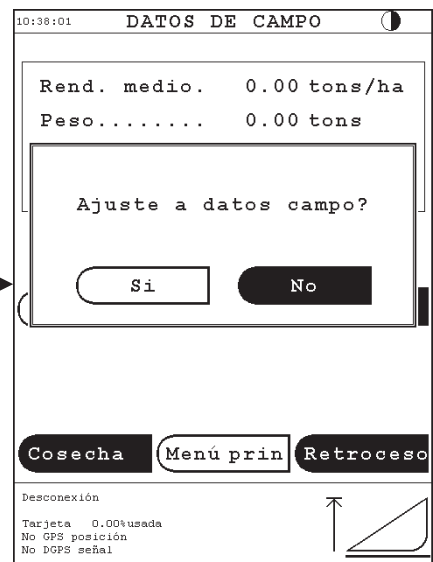 10:38:01 DATOS DE CAMPO
Rend. medio. 0.00 tons/ha
Peso........ 0.00 tons
Ajuste a datos campo?
Si No
Cosecha Menú prin Retroceso
Desconexión
Tarjeta 0.00%usada
No GPS posición
No DGPS señal